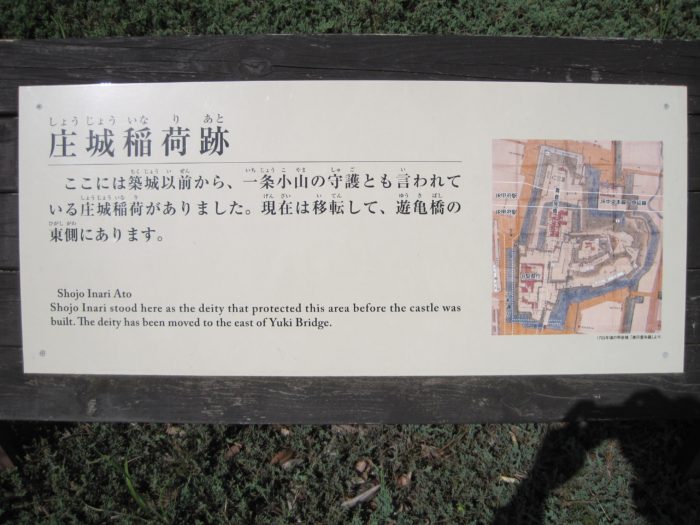 しょうじょう いなり あと
庄城稲荷跡
ちくじょう い ぜん いちじょう こ やま しゅ ご い
ここには築城以前から、一条小山の守護とも言われて
しょうじょういなり げん ざい い てん ゆう き ばし
いる庄城稲荷がありました。現在は移転して、遊亀橋の
ひがし がわ
東側にあります。
Shojo Inari Ato
Shojo Inari stood here as the deity that protected this area before the castle was
built. The deity has been moved to the east of Yuki Bridge.